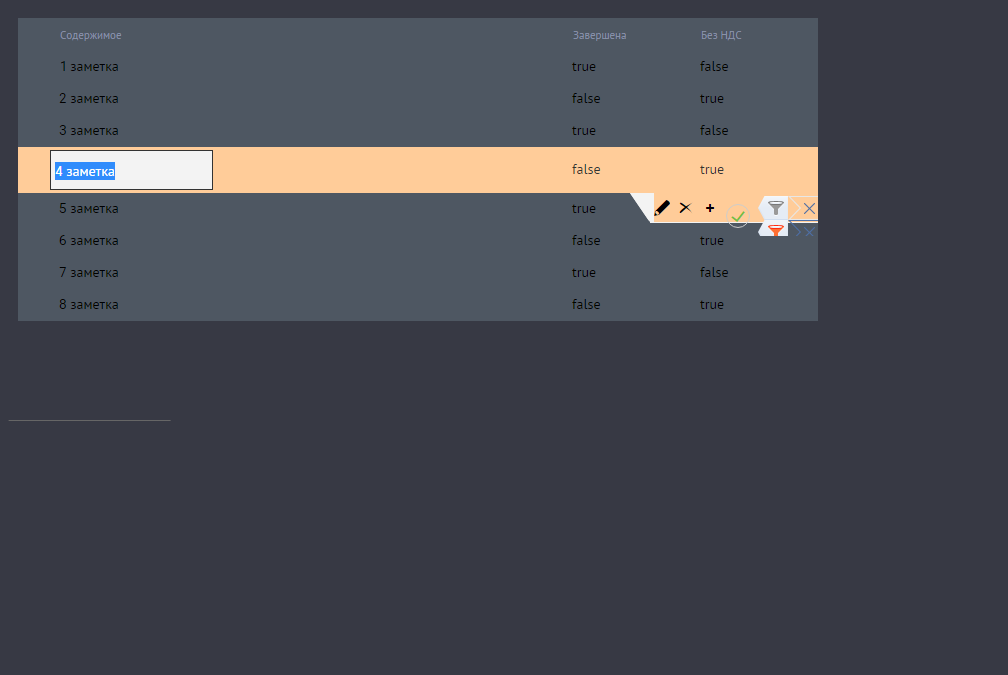 Содержимое Завершена Без НДС
1 заметка true false
2 заметка false true
3 заметка true false
4 заметка false true
5 заметка true
6 заметка false true
7 заметка true false
8 заметка false true